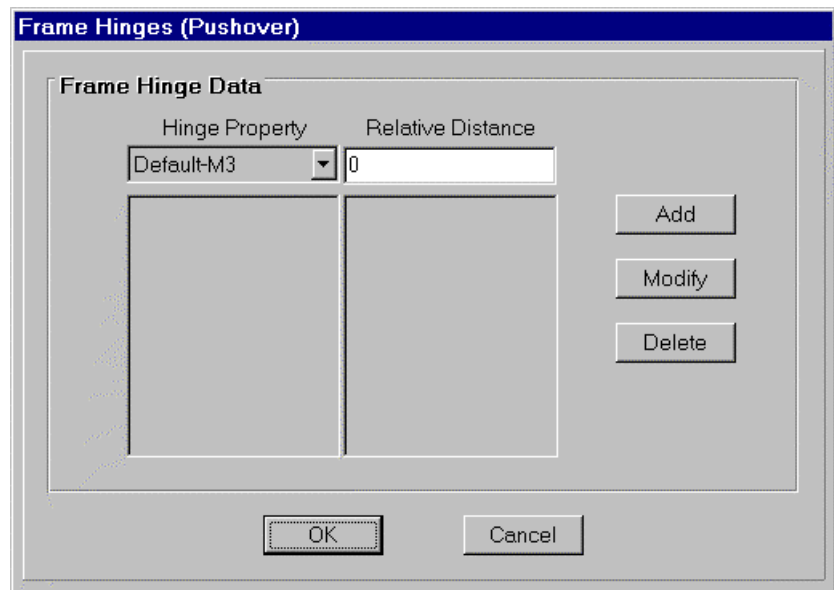 Frame Hinges (Pushover)
Frame Hinge Data
Hinge Property Relative Distance
Default-M3 0
Add
Modify
Delete
OK Cancel